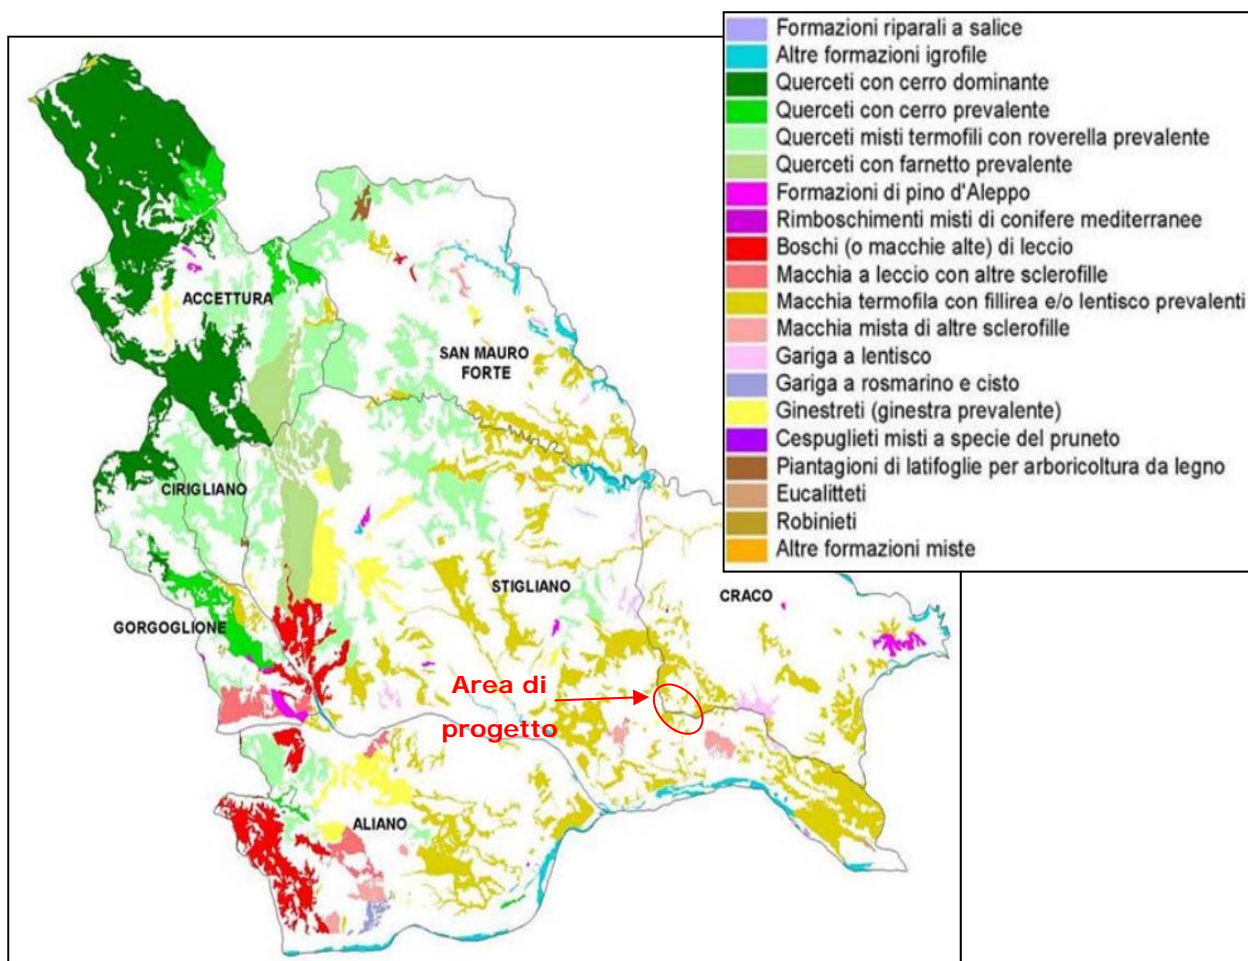 Formazioni riparali a salice
Altre formazioni igrofile
Querceti con cerro dominante
Querceti con cerro prevalente
Querceti misti termofili con roverella prevalente
Querceti con farnetto prevalente
Formazioni di pino d'Aleppo
Rimboschimenti misti di conifere mediterranee
Boschi (o macchie alte) di leccio
Macchia a leccio con altre sclerofille
Macchia termofila con fillirea e/o lentisco prevalenti
Macchia mista di altre sclerofille
Gariga a lentisco
Gariga a rosmarino e cisto
Ginestreti (ginestra prevalente)
Cespuglieti misti a specie del pruneto
Piantagioni di latifoglie per arboricoltura da legno
Eucalitteti
Robinieti
Altre formazioni miste
ACCETTURA
SAN MAURO
FORTE
CIRIGLIANO
STIGLIANO
CRACO
GORGOGLIONE
Area di
progetto
ALIANO